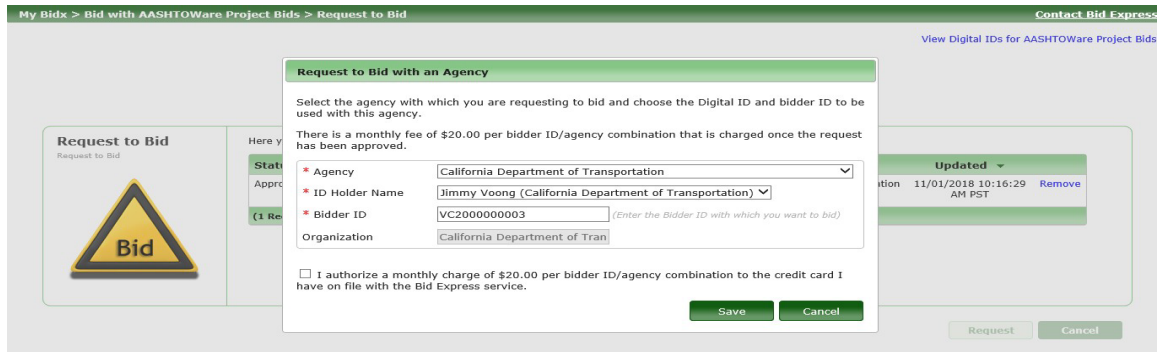 My Bidx > Bid with AASHTOWare Project Bids > Request to Bid
Contact Bid Express
View Digital IDs for AASHTOWare Project Bids
Request to Bid with an Agency
Select the agency with which you are requesting to bid and choose the Digital ID and bidder ID to be
used with this agency.
There is a monthly fee of $20.00 per bidder ID/agency combination that is charged once the request
has been approved.
* Agency California Department of Transportation
* ID Holder Name Jimmy Voong (California Department of Transportation)
* Bidder ID VC2000000003 (Enter the Bidder ID with which you want to bid)
Organization California Department of Tran
I authorize a monthly charge of $20.00 per bidder ID/agency combination to the credit card I
have on file with the Bid Express service.
Save Cancel
Request to Bid
Request to Bid
Bid
Here y
Stat
Appro
(1 Re
Updated
ation 11/01/2018 10:16:29 Remove
AM PST
Request Cancel